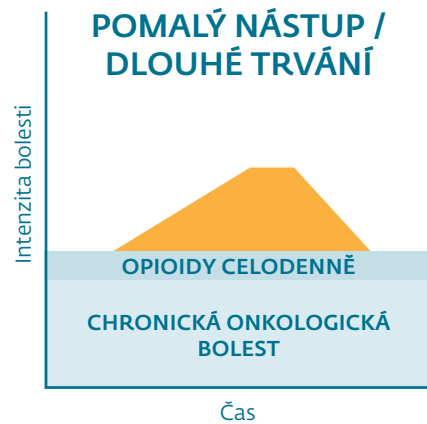 POMALÝ NÁSTUP /
DLOUHÉ TRVÁNÍ
Intenzita bolesti
OPIOIDY CELODENNĚ
CHRONICKÁ ONKOLOGICKÁ
BOLEST
Čas